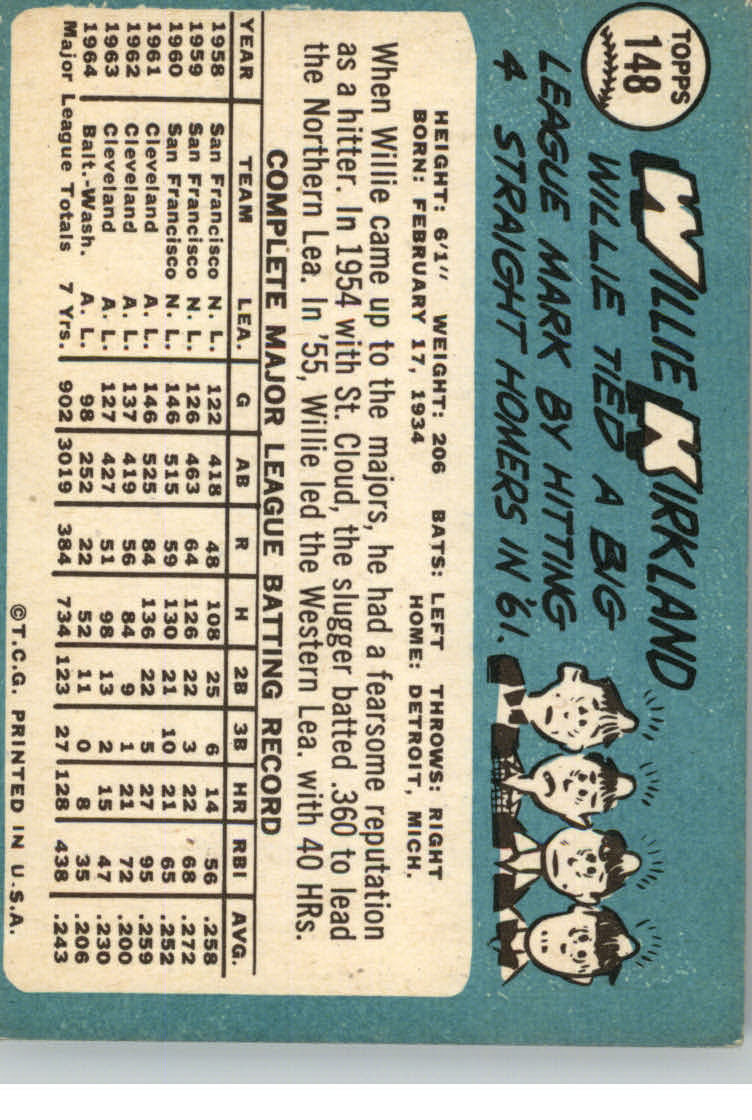 TOPPS
148
WILLIE KIRKLAND
WILLIE TIED A BIG
LEAGUE MARK BY HITTING
4 STRAIGHT HOMERS IN '61.
HEIGHT: 6'1" WEIGHT: 206 BATS: LEFT THROWS: RIGHT
BORN: FEBRUARY 17, 1934 HOME: DETROIT, MICH.
When Willie came up to the majors, he had a fearsome reputation
as a hitter. In 1954 with St. Cloud, the slugger batted .360 to lead
the Northern Lea. In '55, Willie led the Western Lea. with 40 HRs.
COMPLETE MAJOR LEAGUE BATTING RECORD
YEAR TEAM LEA. G AB R H 2B 3B HR RBI AVG.
1958 San Francisco N. L. 122 418 48 108 25 6 14 56 .258
1959 San Francisco N. L. 126 463 64 126 22 3 22 68 .272
1960 San Francisco N. L. 146 515 59 130 21 10 21 65 .252
1961 Cleveland A. L. 146 525 84 136 22 5 27 95 .259
1962 Cleveland A. L. 137 419 56 84 9 1 21 72 .200
1963 Cleveland A. L. 127 427 51 98 13 2 15 47 .230
1964 Balt.-Wash. A. L. 98 252 22 52 11 0 8 35 .206
Major League Totals 7 Yrs. 902 3019 384 734 123 27 128 438 .243
©T.C.G. PRINTED IN U.S.A.